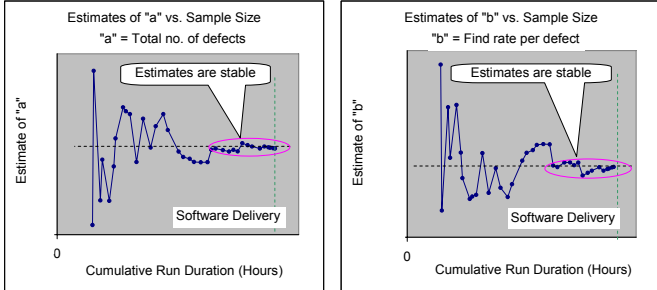 Estimates of "a" vs. Sample Size
"a" = Total no. of defects
Estimates are stable
Estimate of "a"
Software Delivery
0
Cumulative Run Duration (Hours)
Estimates of "b" vs. Sample Size
"b" = Find rate per defect
Estimates are stable
Estimate of "b"
Software Delivery
0
Cumulative Run Duration (Hours)